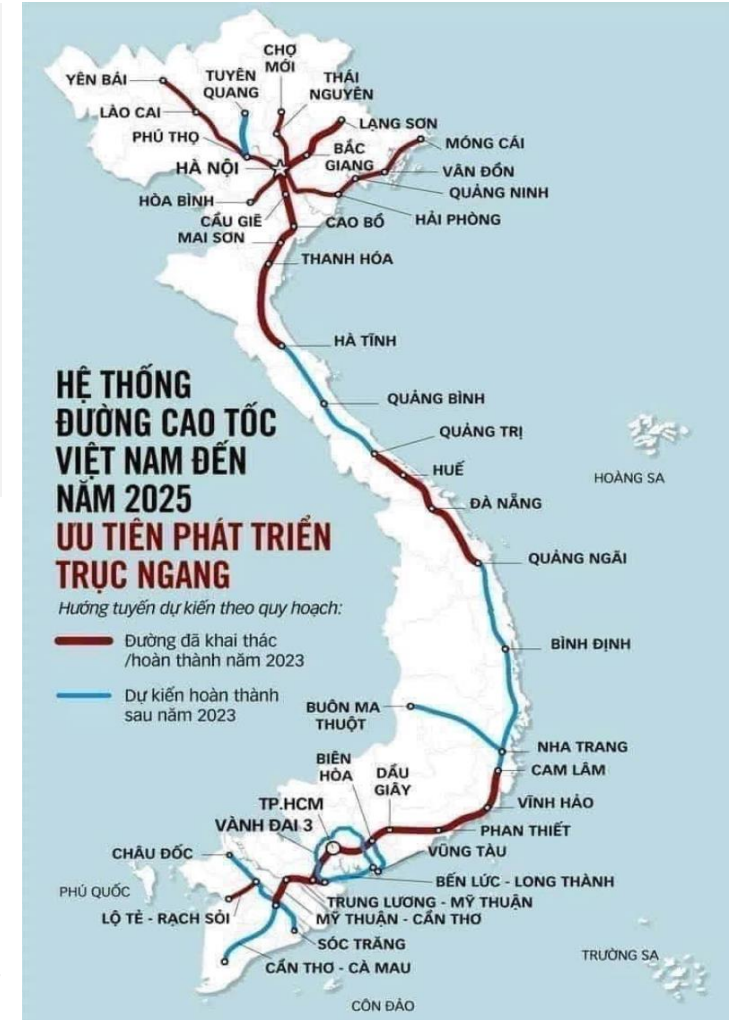 CHỢ
MỚI
YÊN BÁI
TUYÊN
QUANG
THÁI
NGUYÊN
LÀO CAI
LẠNG SƠN
PHÚ THỌ
BẮC
GIANG
MÓNG CÁI
HÀ NỘI
VÂN ĐỒN
QUẢNG NINH
HÒA BÌNH
CẦU GIẼ
CAO BỒ
HẢI PHÒNG
MAI SƠN
THANH HÓA
HÀ TĨNH
HỆ THỐNG
ĐƯỜNG CAO TỐC
VIỆT NAM ĐẾN
NĂM 2025
ƯU TIÊN PHÁT TRIỂN
TRỤC NGANG
Hướng tuyến dự kiến theo quy hoạch:
Đường đã khai thác
/hoàn thành năm 2023
Dự kiến hoàn thành
sau năm 2023
QUẢNG BÌNH
QUẢNG TRỊ
HUẾ
HOÀNG SA
ĐÀ NẴNG
QUẢNG NGÃI
BÌNH ĐỊNH
BUÔN MA
THUỘT
NHA TRANG
CAM LÂM
BIÊN
HÒA
DẦU
GIÂY
TP.HCM
VÀNH ĐAI 3
VĨNH HẢO
PHAN THIẾT
CHÂU ĐỐC
VŨNG TÀU
PHÚ QUỐC
BẾN LỨC - LONG THÀNH
TRUNG LƯƠNG - MỸ THUẬN
LỘ TẺ - RẠCH SỎI
MỸ THUẬN - CẦN THƠ
SÓC TRĂNG
CẦN THƠ - CÀ MAU
TRƯỜNG SA
CÔN ĐẢO